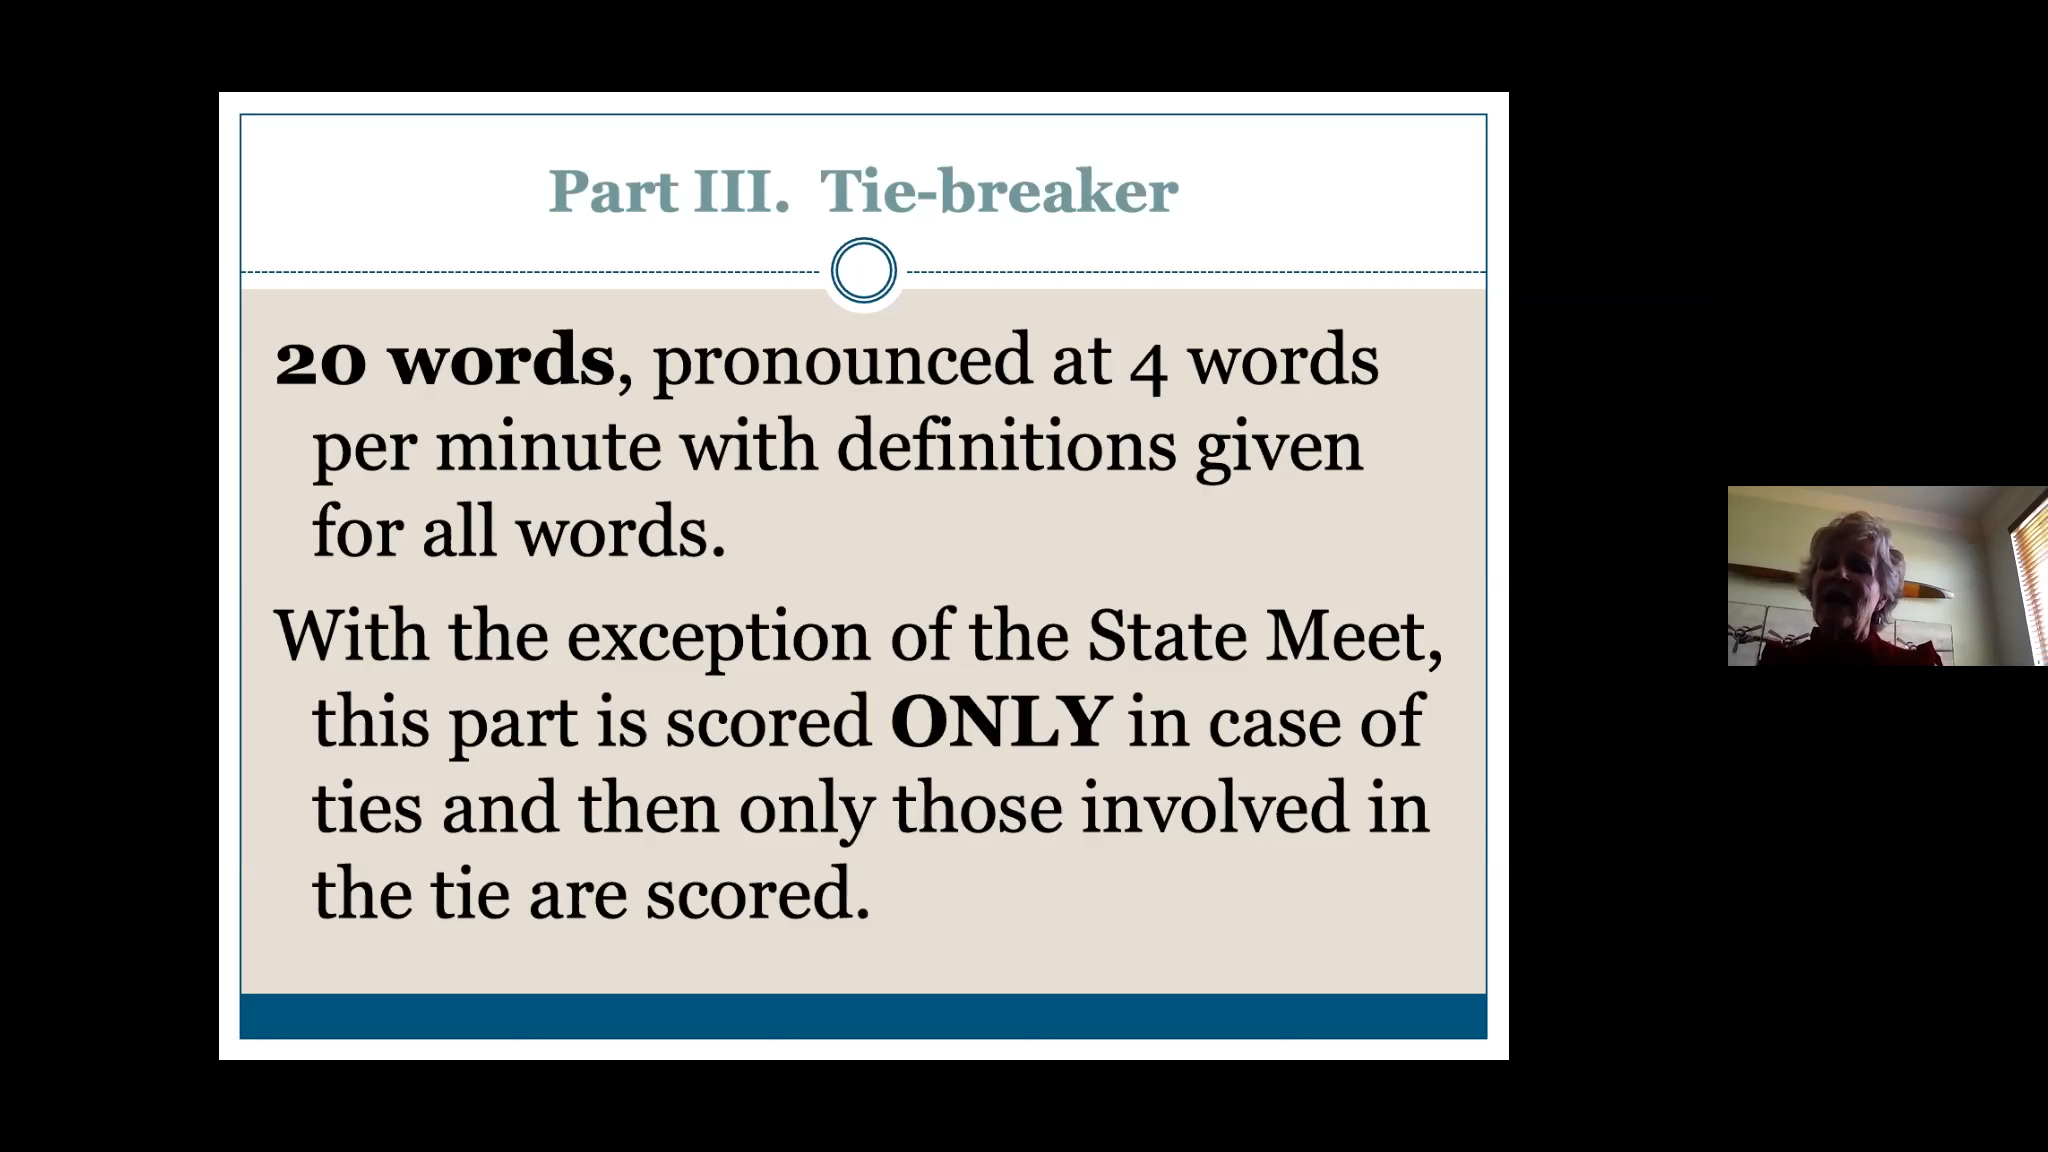 Part III. Tie-breaker
20 words, pronounced at 4 words
per minute with definitions given
for all words.
With the exception of the State Meet,
this part is scored ONLY in case of
ties and then only those involved in
the tie are scored.